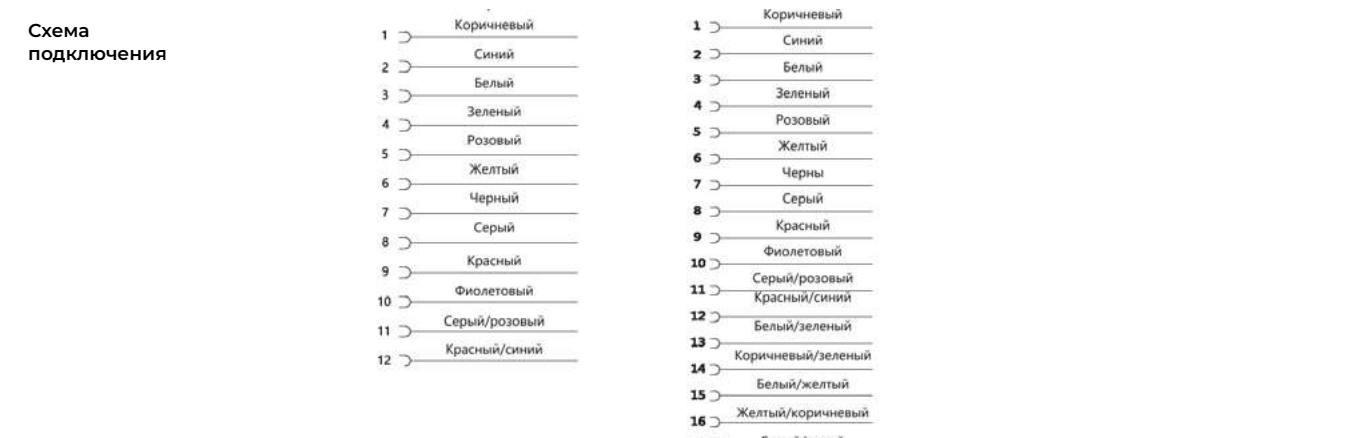 Схема
подключения
Коричневый
1
Синий
2
Белый
3
Зеленый
4
Розовый
5
Желтый
6
Черный
7
Серый
8
Красный
9
Фиолетовый
10
Серый/розовый
11
Красный/синий
12
Коричневый
1
Синий
2
Белый
3
Зеленый
4
Розовый
5
Желтый
6
Черны
7
Серый
8
Красный
9
Фиолетовый
10
Серый/розовый
11
Красный/синий
12
Белый/зеленый
13
Коричневый/зеленый
14
Белый/желтый
15
Желтый/коричневый
16